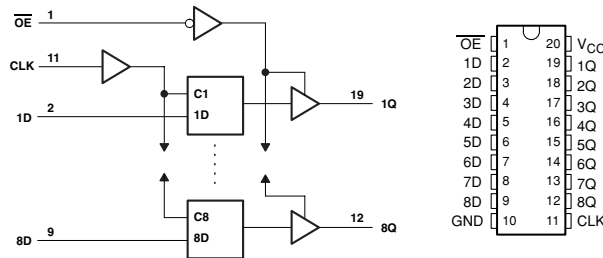 OE 1
CLK 11
C1
1D 2 1D 19 1Q
C8
8D 9 8D 12 8Q
OE 1 20 VCC
1D 2 19 1Q
2D 3 18 2Q
3D 4 17 3Q
4D 5 16 4Q
5D 6 15 5Q
6D 7 14 6Q
7D 8 13 7Q
8D 9 12 8Q
GND 10 11 CLK